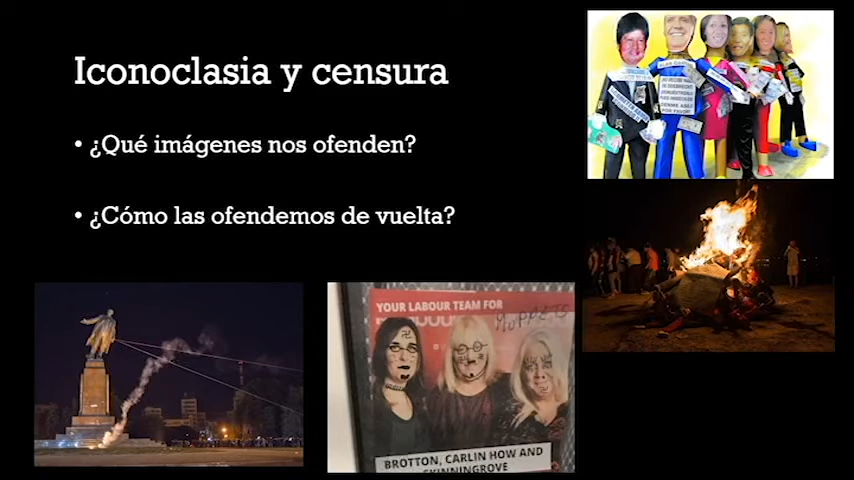 Iconoclasia y censura
• ¿Qué imágenes nos ofenden?
• ¿Cómo las ofendemos de vuelta?
YOUR LABOUR TEAM FOR
MUPPETS
BROTTON, CARLIN HOW AND
SKINNINGROVE